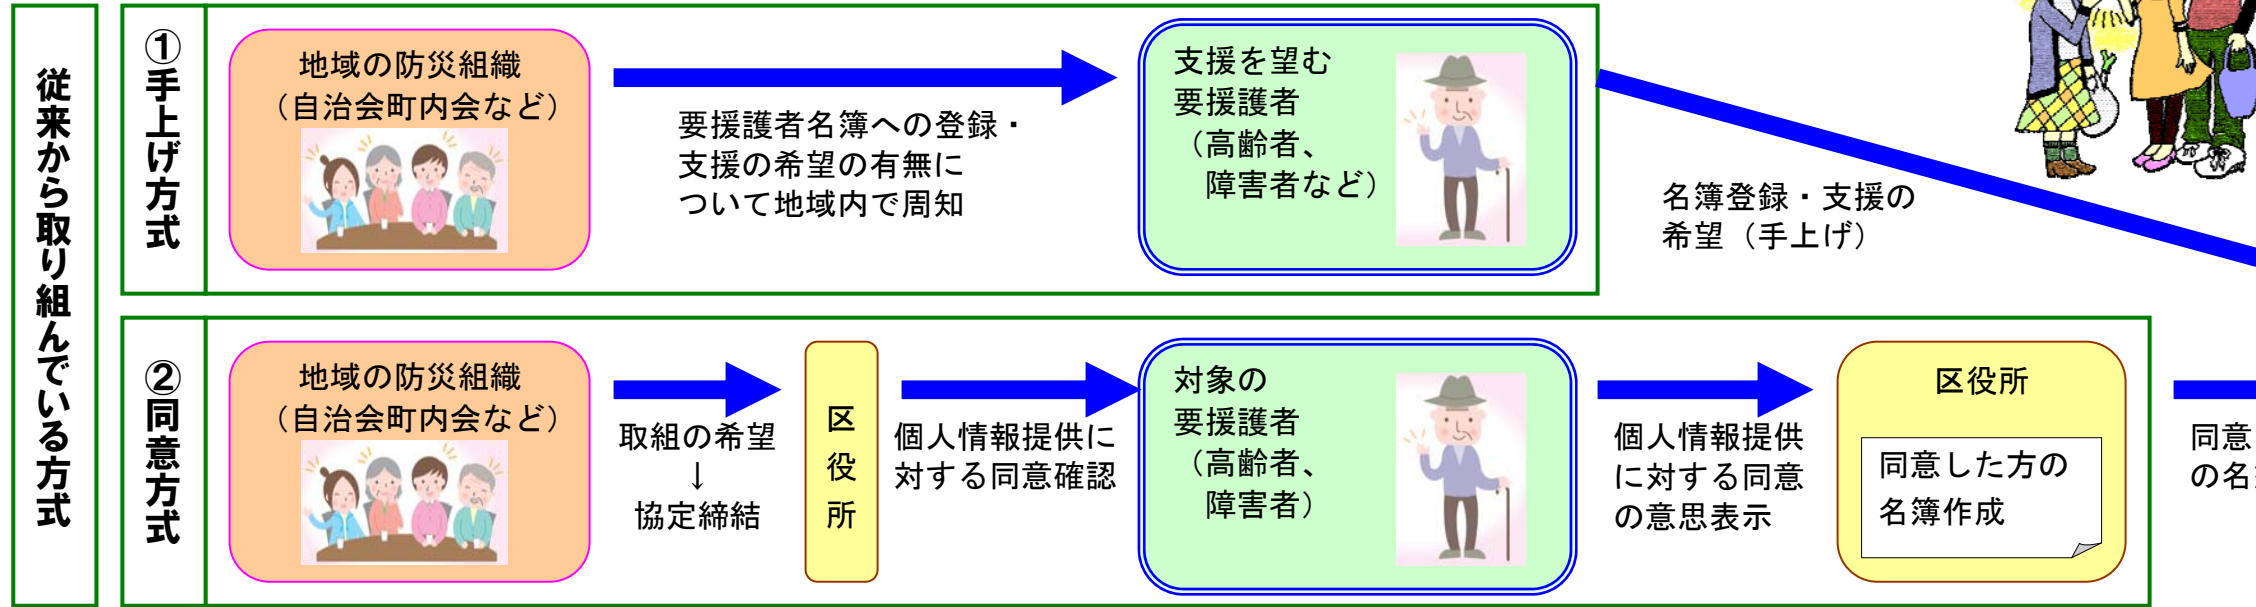 従来から取り組んでいる方式
①手上げ方式
地域の防災組織
（自治会町内会など）
要援護者名簿への登録・
支援の希望の有無に
ついて地域内で周知
支援を望む
要援護者
（高齢者、
障害者など）
名簿登録・支援の
希望（手上げ）
②同意方式
地域の防災組織
（自治会町内会など）
取組の希望
↓
協定締結
区役所
個人情報提供に
対する同意確認
対象の
要援護者
（高齢者、
障害者）
個人情報提供
に対する同意
の意思表示
区役所
同意した方の
名簿作成
同意
の名